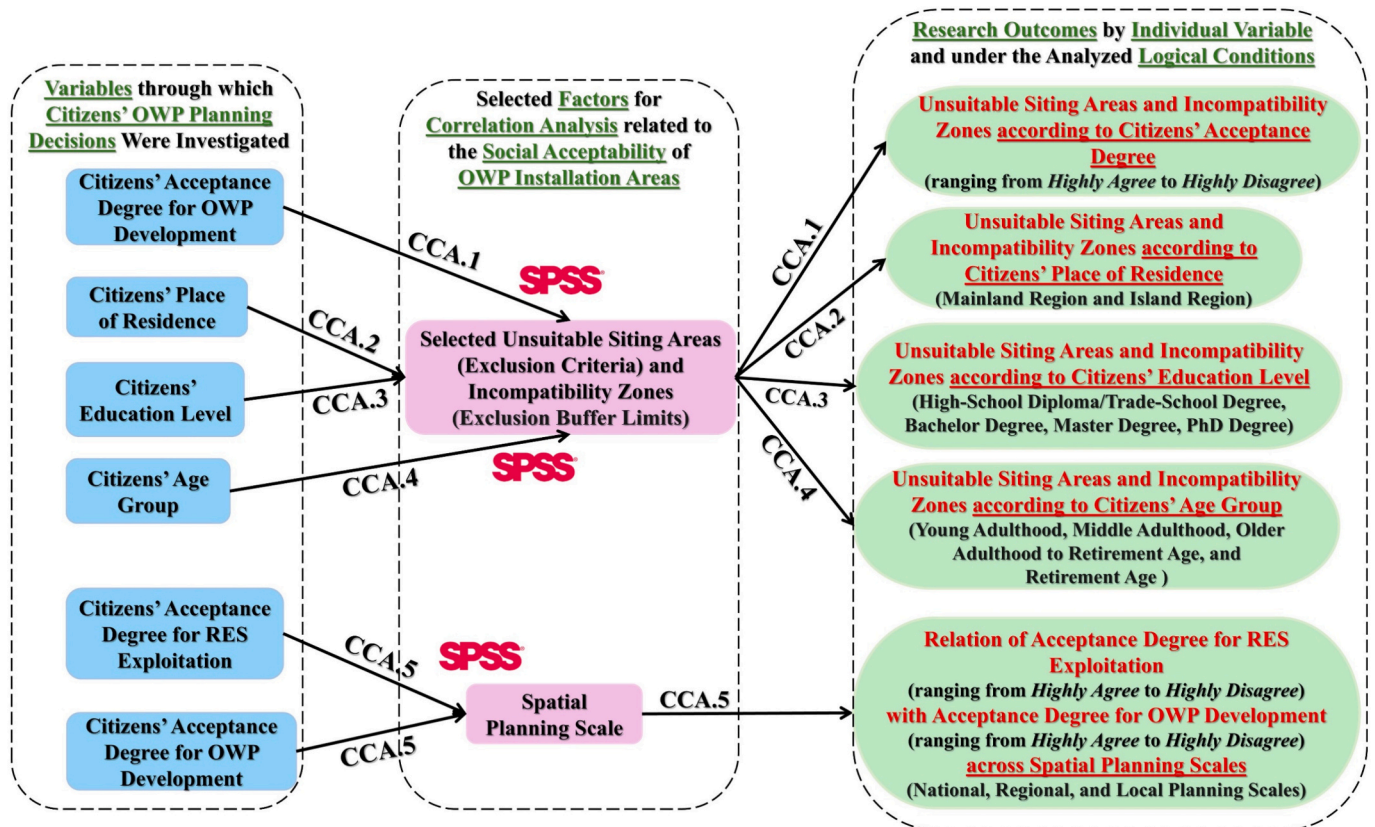 Variables through which
Citizens' OWP Planning
Decisions Were Investigated
Citizens' Acceptance
Degree for OWP
Development
Citizens' Place
of Residence
Citizens'
Education Level
Citizens' Age
Group
Citizens' Acceptance
Degree for RES
Exploitation
Citizens' Acceptance
Degree for OWP
Development
CCA.1
CCA.2
CCA.3
CCA.4
CCA.5
CCA.5
Selected Factors for
Correlation Analysis related to
the Social Acceptability of
OWP Installation Areas
SPSS®
Selected Unsuitable Siting Areas
(Exclusion Criteria) and
Incompatibility Zones
(Exclusion Buffer Limits)
SPSS®
SPSS®
Spatial
Planning Scale
CCA.1
CCA.2
CCA.3
CCA.4
CCA.5
Research Outcomes by Individual Variable
and under the Analyzed Logical Conditions
Unsuitable Siting Areas and Incompatibility
Zones according to Citizens' Acceptance
Degree
(ranging from Highly Agree to Highly Disagree)
Unsuitable Siting Areas and
Incompatibility Zones according to
Citizens' Place of Residence
(Mainland Region and Island Region)
Unsuitable Siting Areas and Incompatibility
Zones according to Citizens' Education Level
(High-School Diploma/Trade-School Degree,
Bachelor Degree, Master Degree, PhD Degree)
Unsuitable Siting Areas and Incompatibility
Zones according to Citizens' Age Group
(Young Adulthood, Middle Adulthood, Older
Adulthood to Retirement Age, and
Retirement Age )
Relation of Acceptance Degree for RES
Exploitation
(ranging from Highly Agree to Highly Disagree)
with Acceptance Degree for OWP Development
(ranging from Highly Agree to Highly Disagree)
across Spatial Planning Scales
(National, Regional, and Local Planning Scales)